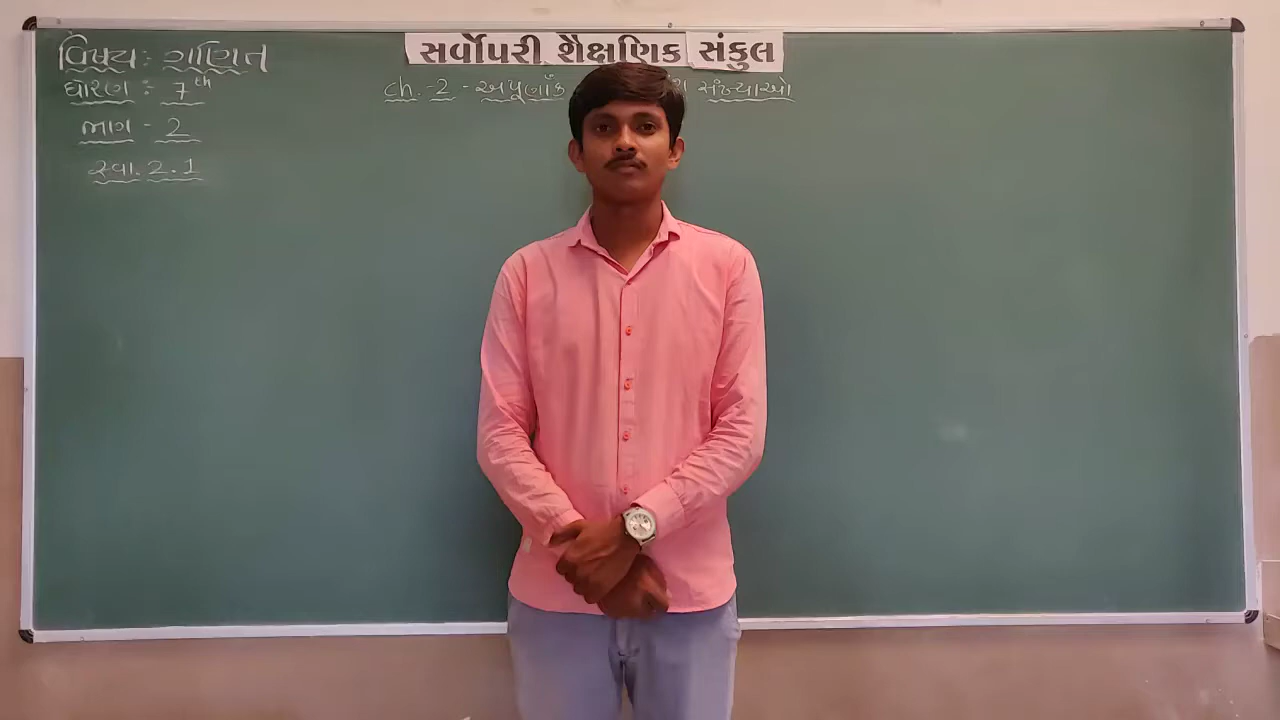 સર્વોપરી શૈક્ષણિક સંકુલ
વિષય : ગણિત
ધોરણ : 7th
ભાગ - 2
સ્વા. 2.1
ch. - 2 - અપૂર્ણાંક સંખ્યાઓ